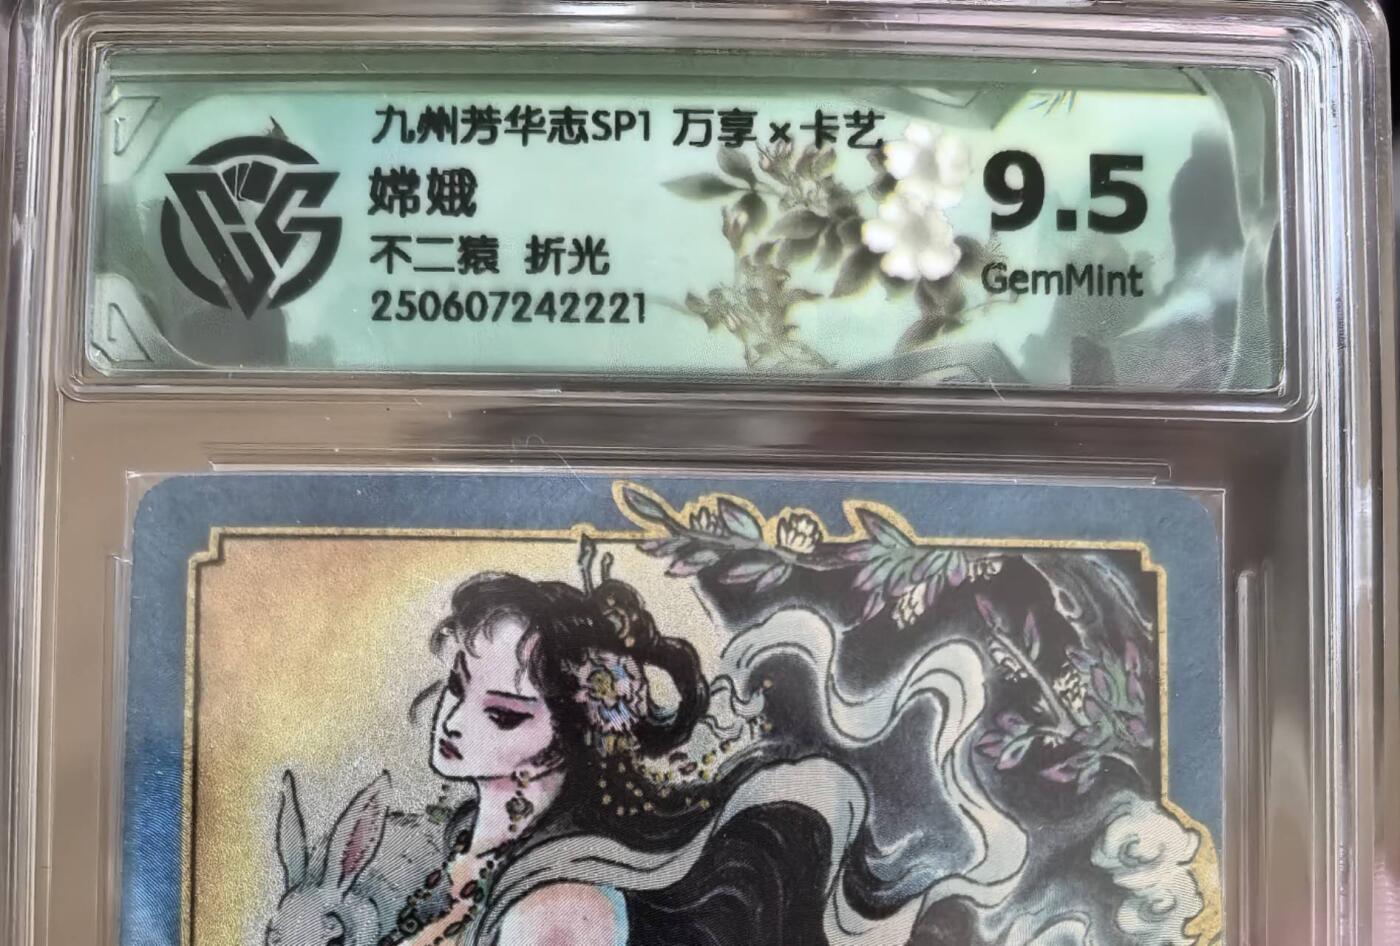 九州芳华志SP1 万享x卡艺
嫦娥
不二猿 折光
250607242221
9.5
GemMint